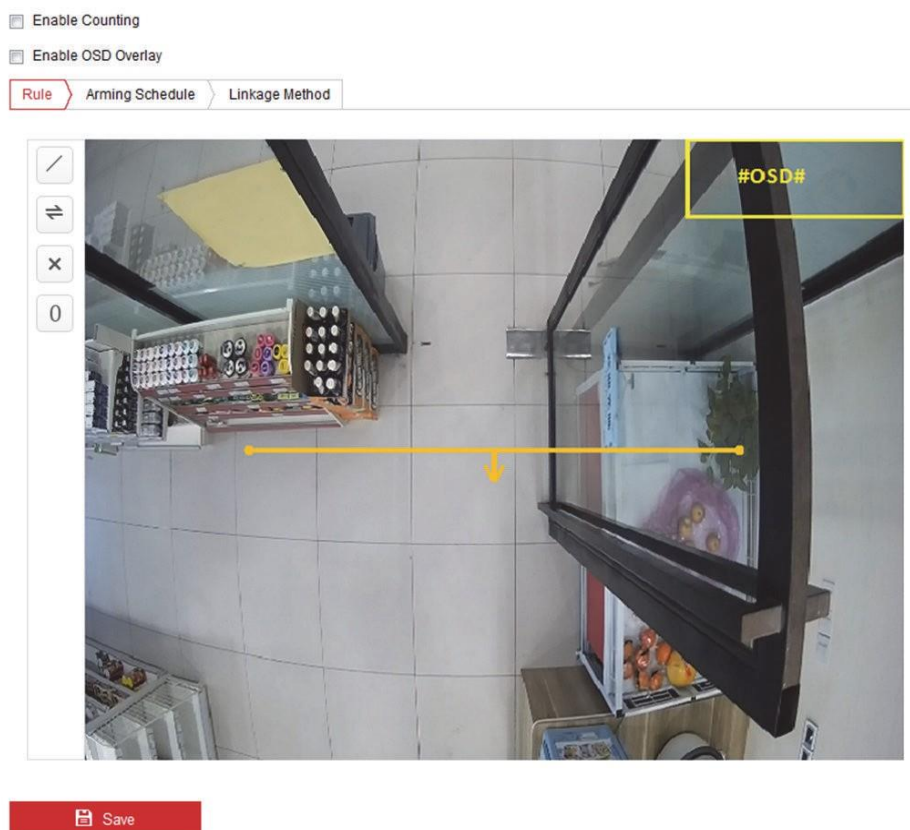 Enable Counting
Enable OSD Overlay
Rule Arming Schedule Linkage Method
#OSD#
0
Save